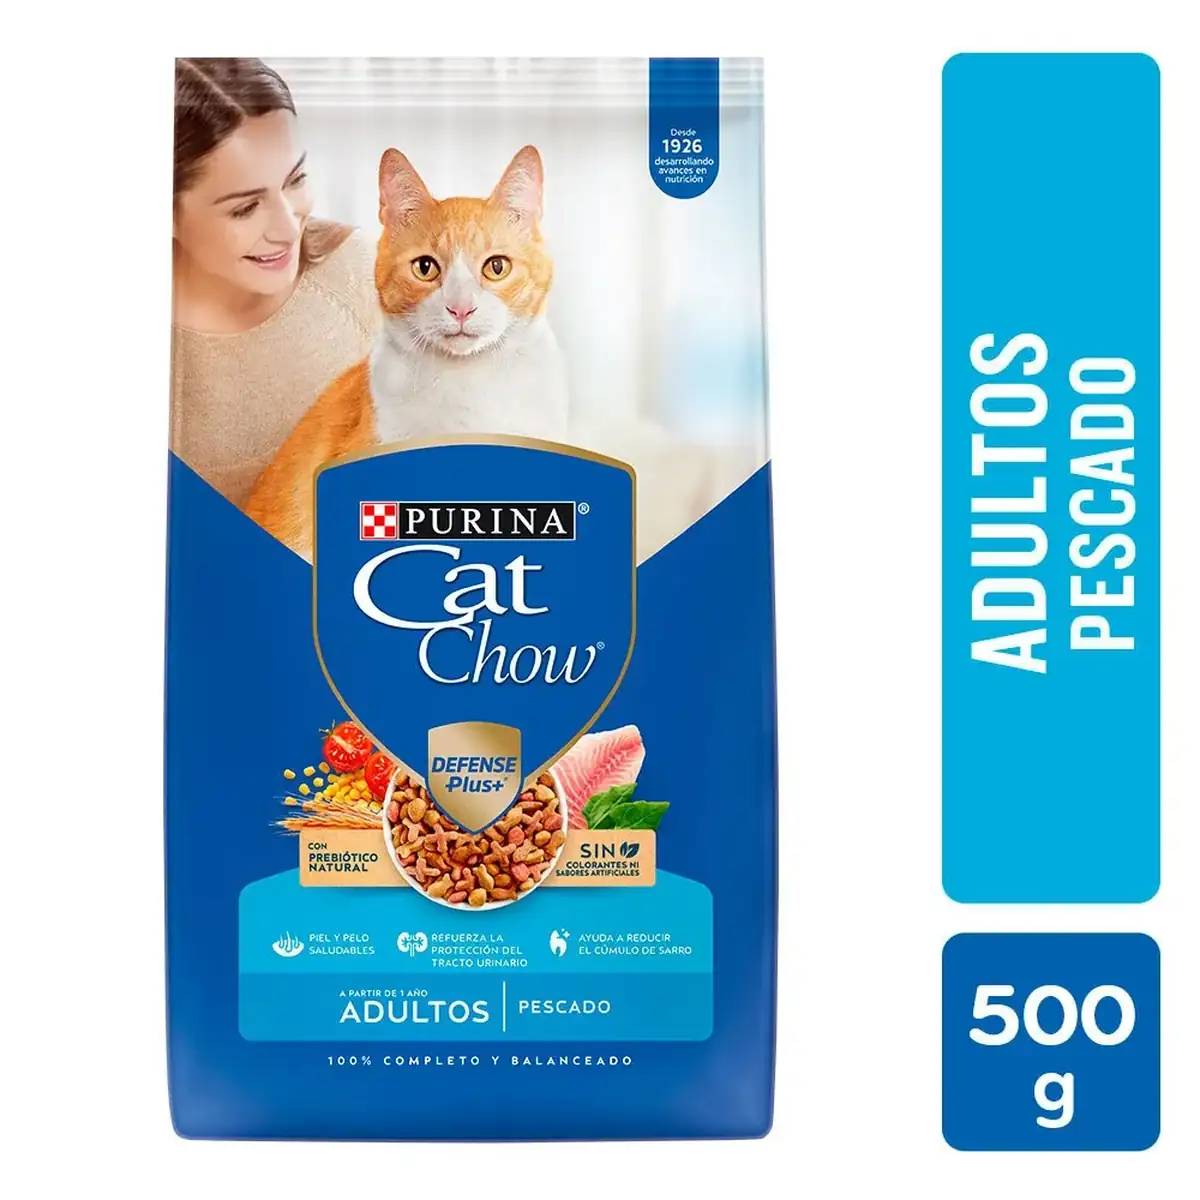 Desde
1926
desarrollando
avances en
nutrición
PURINA®
Cat
Chow®
DEFENSE
Plus+
CON
PREBIÓTICO
NATURAL
SIN
COLORANTES NI
SABORES ARTIFICIALES
PIEL Y PELO
SALUDABLES
REFUERZA LA
PROTECCIÓN DEL
TRACTO URINARIO
AYUDA A REDUCIR
EL CÚMULO DE SARRO
A PARTIR DE 1 AÑO
ADULTOS
PESCADO
100% COMPLETO Y BALANCEADO
ADULTOS
PESCADO
500
g